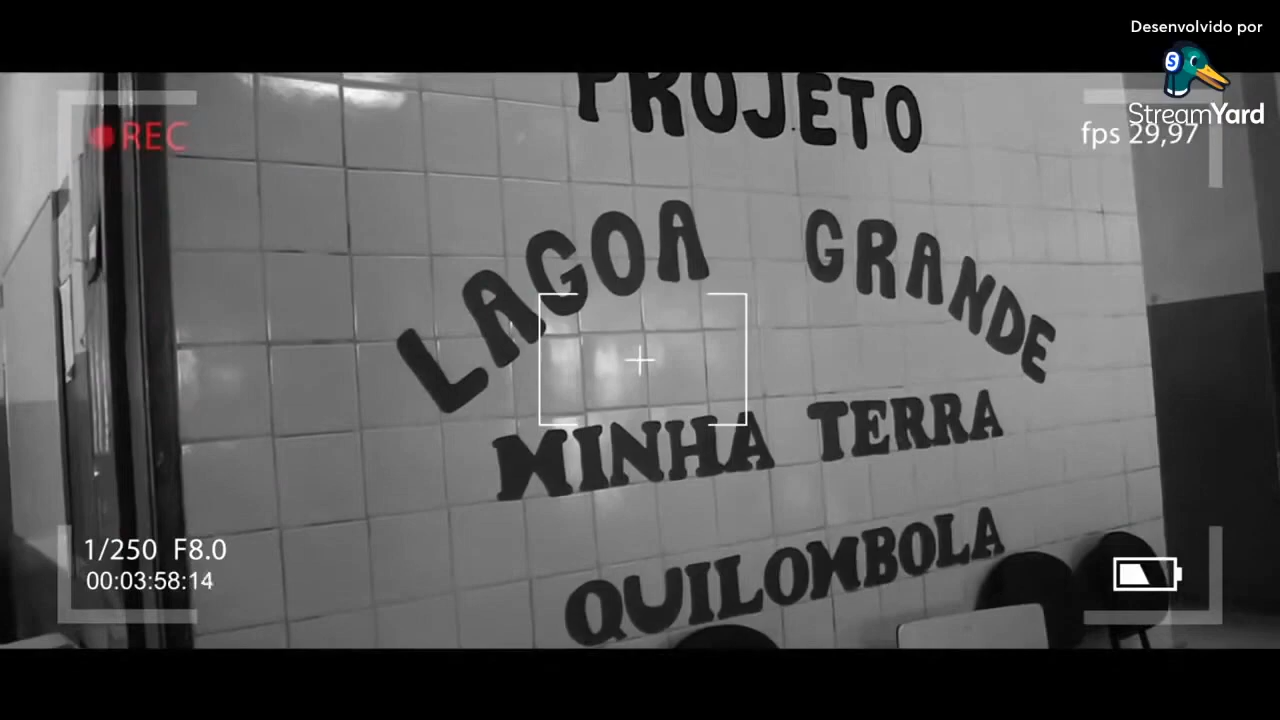 Desenvolvido por
StreamYard
REC
fps 29,97
PROJETO
LAGOA GRANDE
MINHA TERRA
QUILOMBOLA
1/250 F8.0
00:03:58:14